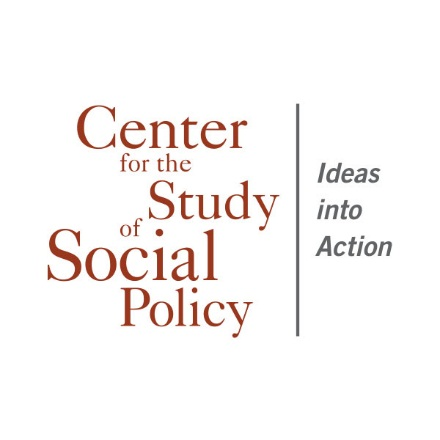 Center
for the
Study
of
Social
Policy
Ideas
into
Action